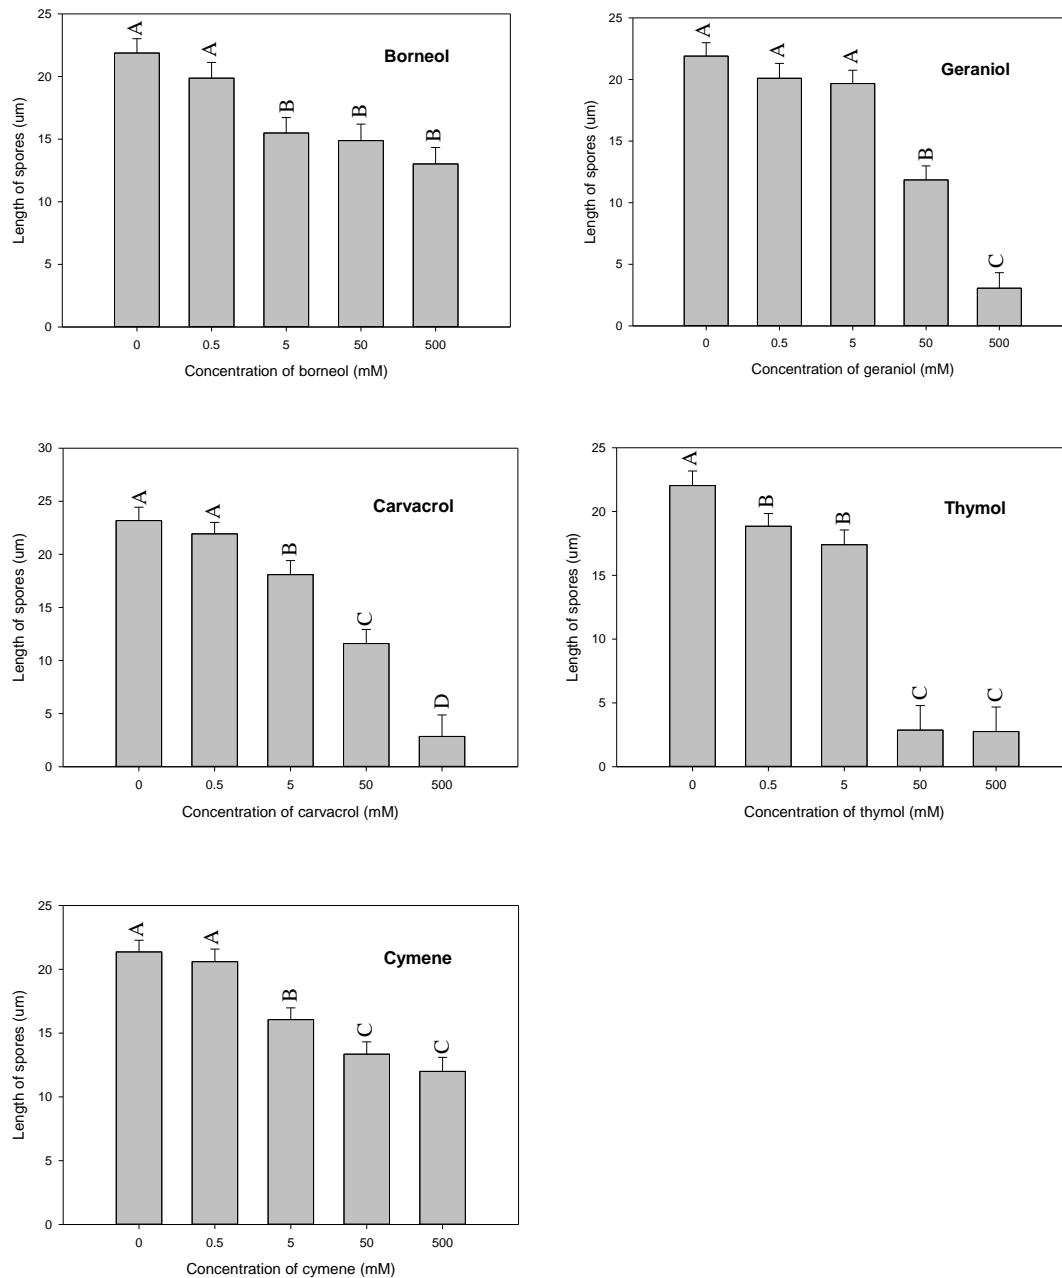 Borneol
Length of spores (um)
25
20
15
10
5
0
A
A
B
B
B
0 0.5 5 50 500
Concentration of borneol (mM)
Geraniol
Length of spores (um)
25
20
15
10
5
0
A
A
A
B
C
0 0.5 5 50 500
Concentration of geraniol (mM)
Carvacrol
Length of spores (um)
30
25
20
15
10
5
0
A
A
B
C
D
0 0.5 5 50 500
Concentration of carvacrol (mM)
Thymol
Length of spores (um)
25
20
15
10
5
0
A
B
B
C
C
0 0.5 5 50 500
Concentration of thymol (mM)
Cymene
Length of spores (um)
25
20
15
10
5
0
A
A
B
C
C
0 0.5 5 50 500
Concentration of cymene (mM)